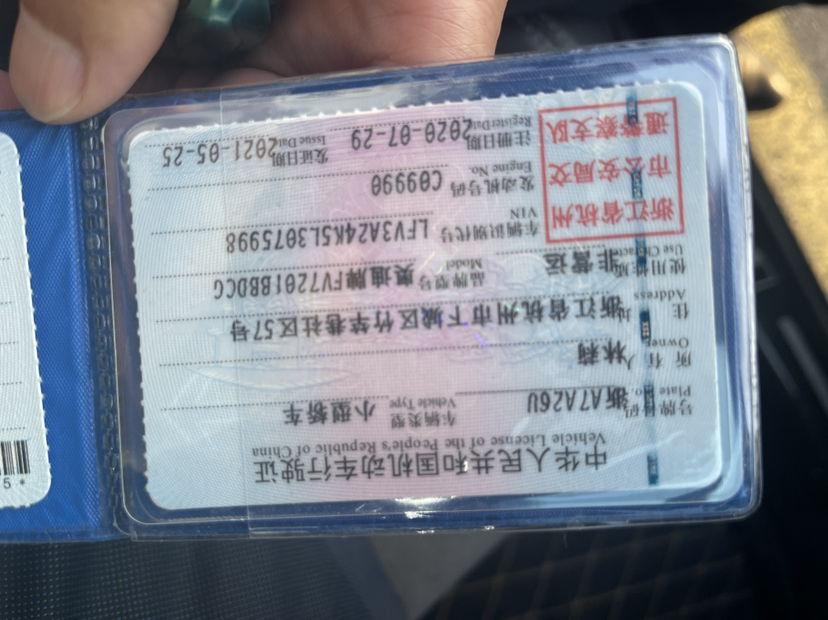 中华人民共和国机动车行驶证
Vehicle License of the People's Republic of China
号牌号码 浙A7A26U 车辆类型 小型轿车
Plate No. Vehicle Type
所有人 林莉
Owner
住址 浙江省杭州市下城区竹竿巷社区57号
Address
使用性质 非营运 品牌型号 奥迪牌FV7201BBDCG
Use Character Model
浙江省杭州
市公安局交
通警察支队
车辆识别代号 LFV3A24K5L3075998
VIN
发动机号码 C09990
Engine No.
注册日期 2020-07-29 发证日期 2021-05-25
Register Date Issue Date
5*